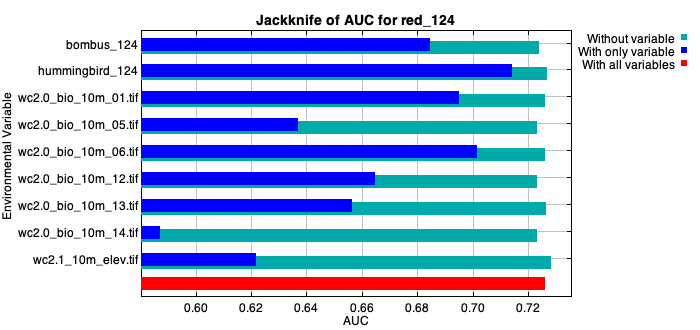 Jackknife of AUC for red_124
Without variable
With only variable
With all variables
Environmental Variable
bombus_124
hummingbird_124
wc2.0_bio_10m_01.tif
wc2.0_bio_10m_05.tif
wc2.0_bio_10m_06.tif
wc2.0_bio_10m_12.tif
wc2.0_bio_10m_13.tif
wc2.0_bio_10m_14.tif
wc2.1_10m_elev.tif
0.60 0.62 0.64 0.66 0.68 0.70 0.72
AUC